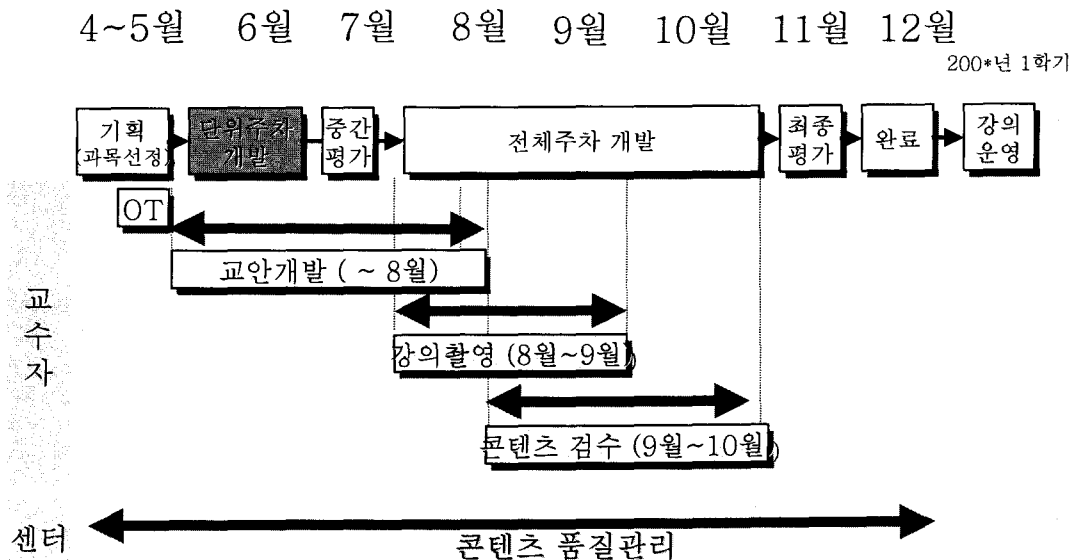 4~5월 6월 7월 8월 9월 10월 11월 12월
200*년 1학기
기획
(과목선정)
단위주차
개발
중간
평가
전체주차 개발
최종
평가
완료
강의
운영
OT
교안개발 ( ~ 8월)
강의촬영 (8월~9월)
콘텐츠 검수 (9월~10월)
교
수
자
센터
콘텐츠 품질관리